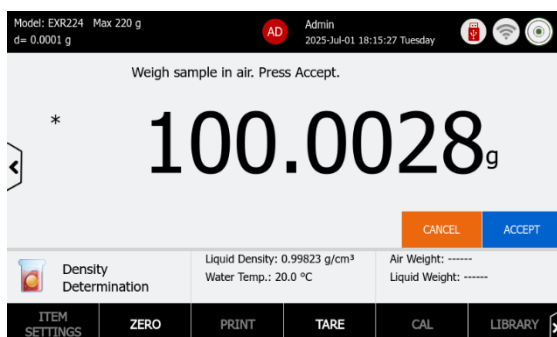 Model: EXR224 Max 220 g
d= 0.0001 g
AD
Admin
2025-Jul-01 18:15:27 Tuesday
Weigh sample in air. Press Accept.
*
100.0028 g
CANCEL
ACCEPT
Density
Determination
Liquid Density: 0.99823 g/cm³
Water Temp.: 20.0 °C
Air Weight: ------
Liquid Weight: ------
ITEM
SETTINGS
ZERO
PRINT
TARE
CAL
LIBRARY